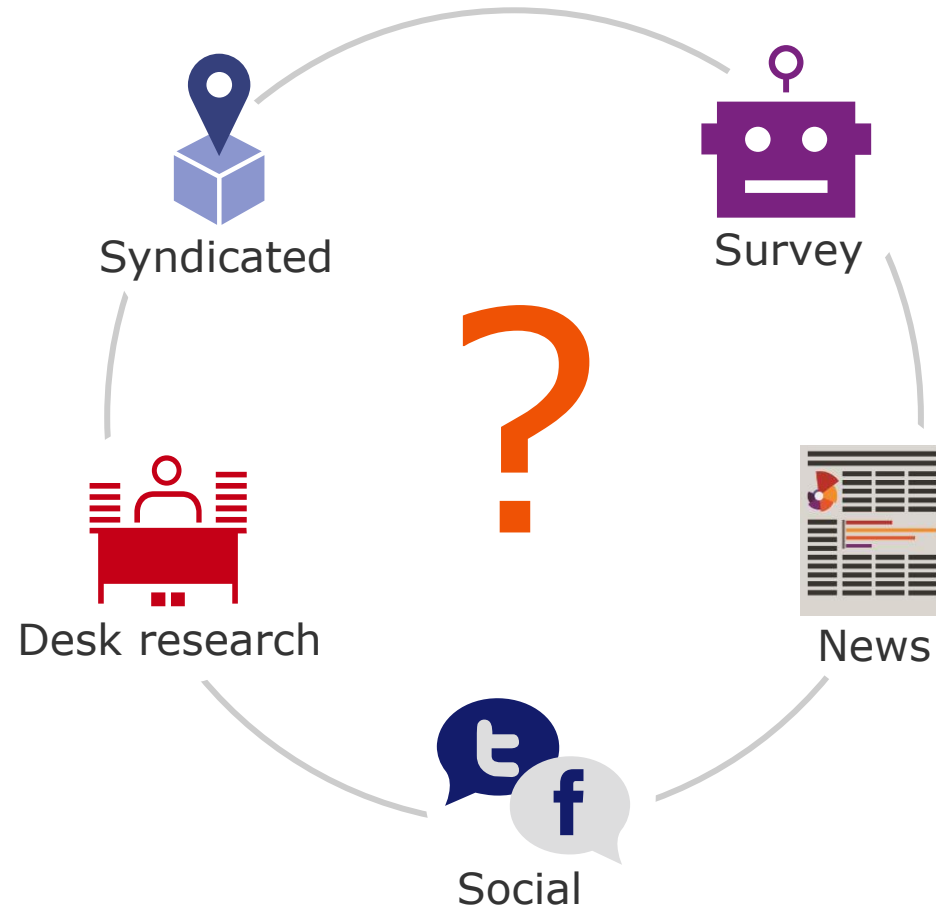 Syndicated
Survey
?
Desk research
News
t
f
Social